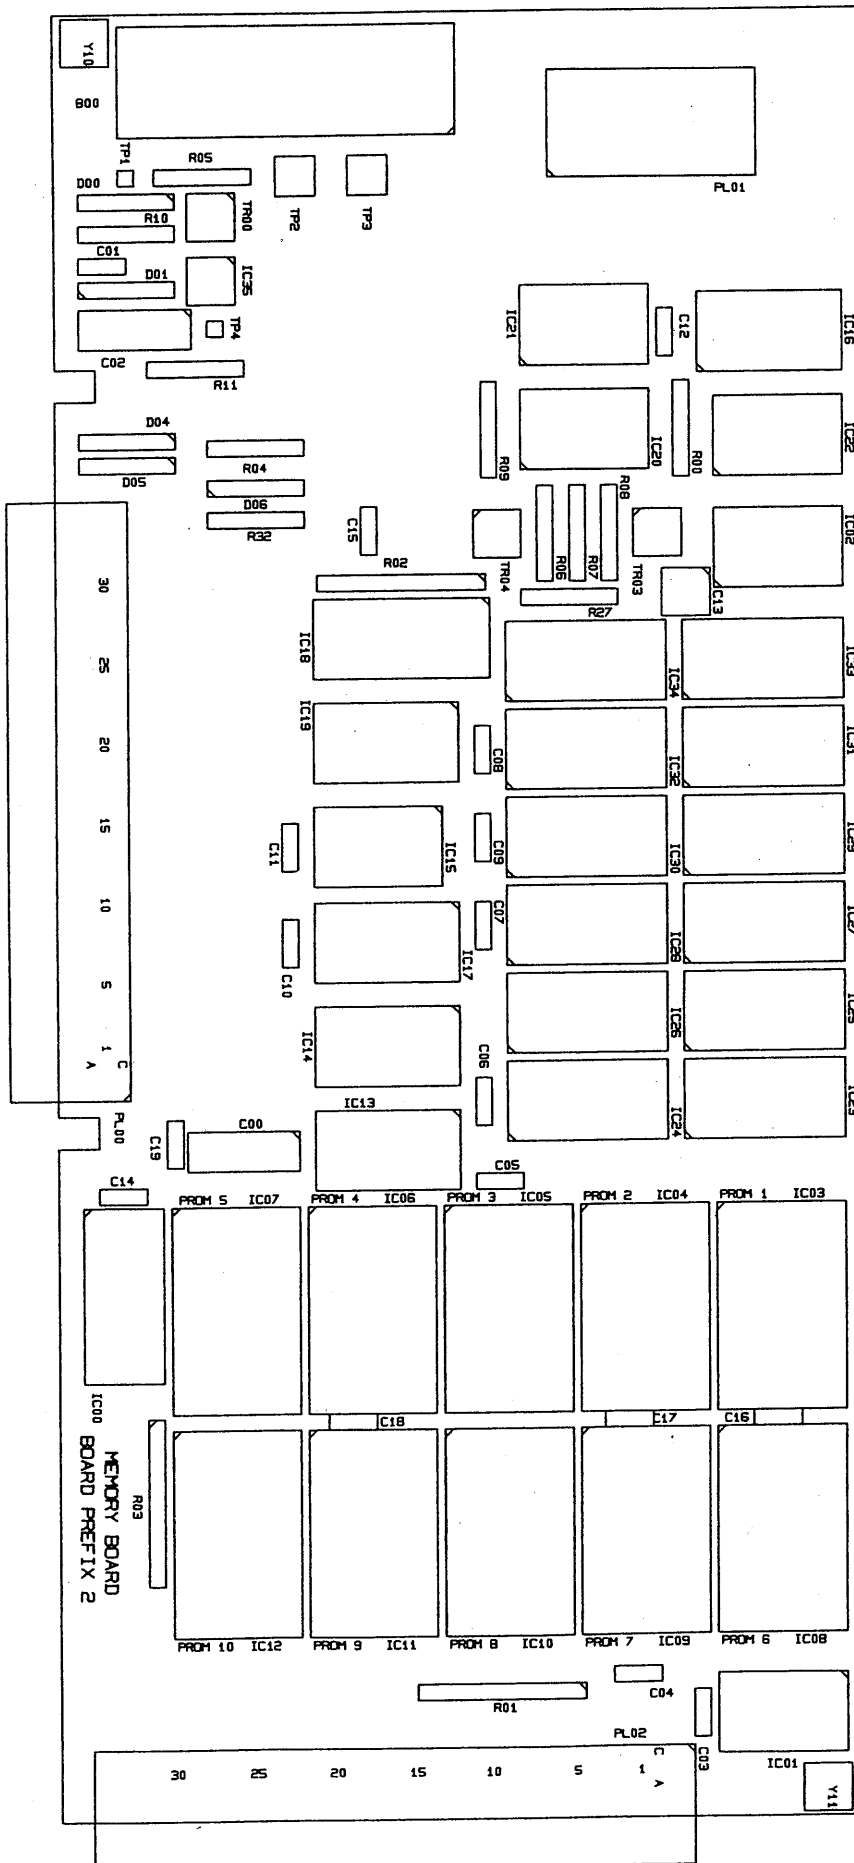 Y10
B00
PL01
TP1
R05
D00
TR00
TP2
TP3
R10
C01
D01
IC35
TP4
C02
R11
IC21
C12
IC16
D04
R04
D05
D06
R32
R09
IC20
R00
IC22
R08
C15
TR04
R06
R07
TR03
IC02
R02
R27
C13
30
IC18
IC34
IC33
25
IC19
C08
IC32
IC31
20
C11
IC15
C09
IC30
IC29
15
C10
IC17
C07
IC28
IC27
10
IC14
IC26
IC25
5
C06
1
A C
IC13
IC24
IC23
PL00
C19
C00
C14
C05
PROM 5 IC07
PROM 4 IC06
PROM 3 IC05
PROM 2 IC04
PROM 1 IC03
IC00
C18
C17
C16
R03
MEMORY BOARD
BOARD PREFIX 2
PROM 10 IC12
PROM 9 IC11
PROM 8 IC10
PROM 7 IC09
PROM 6 IC08
R01
C04
PL02
C03
IC01
C
30 25 20 15 10 5 1
A
Y11